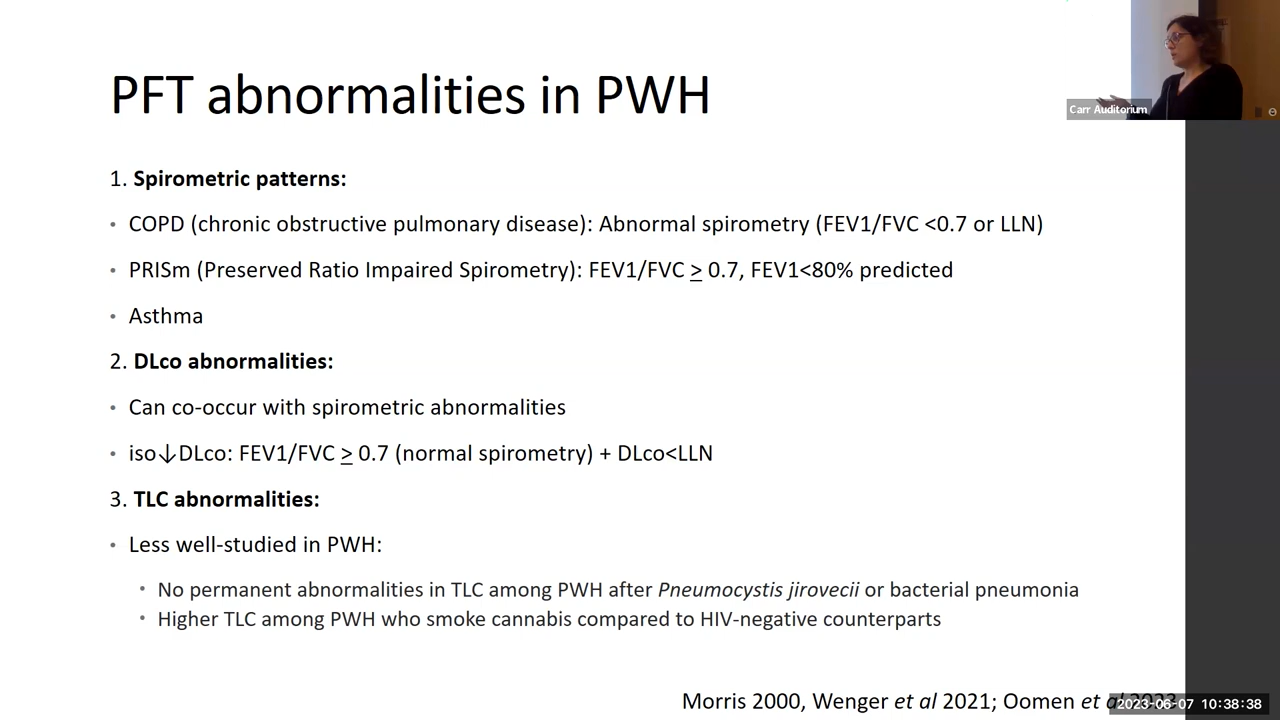 PFT abnormalities in PWH
Carr Auditorium
1. Spirometric patterns:
• COPD (chronic obstructive pulmonary disease): Abnormal spirometry (FEV1/FVC <0.7 or LLN)
• PRISm (Preserved Ratio Impaired Spirometry): FEV1/FVC ≥ 0.7, FEV1<80% predicted
• Asthma
2. DLco abnormalities:
• Can co-occur with spirometric abnormalities
• iso↓DLco: FEV1/FVC ≥ 0.7 (normal spirometry) + DLco<LLN
3. TLC abnormalities:
• Less well-studied in PWH:
• No permanent abnormalities in TLC among PWH after Pneumocystis jirovecii or bacterial pneumonia
• Higher TLC among PWH who smoke cannabis compared to HIV-negative counterparts
Morris 2000, Wenger et al 2021; Oomen et
2023-06-07 10:38:38